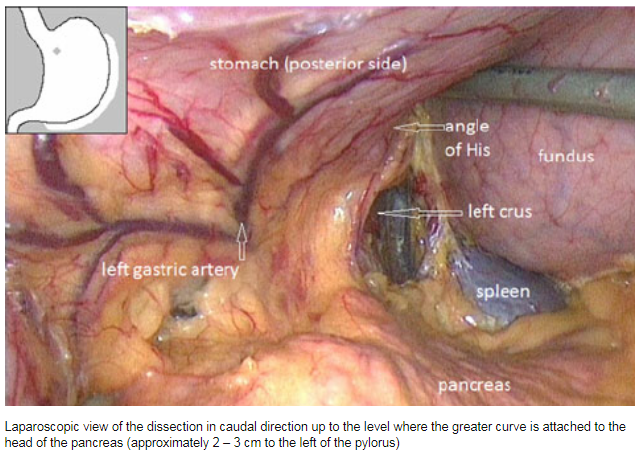 stomach (posterior side)
angle
of His
fundus
left crus
left gastric artery
spleen
pancreas
Laparoscopic view of the dissection in caudal direction up to the level where the greater curve is attached to the
head of the pancreas (approximately 2 – 3 cm to the left of the pylorus)